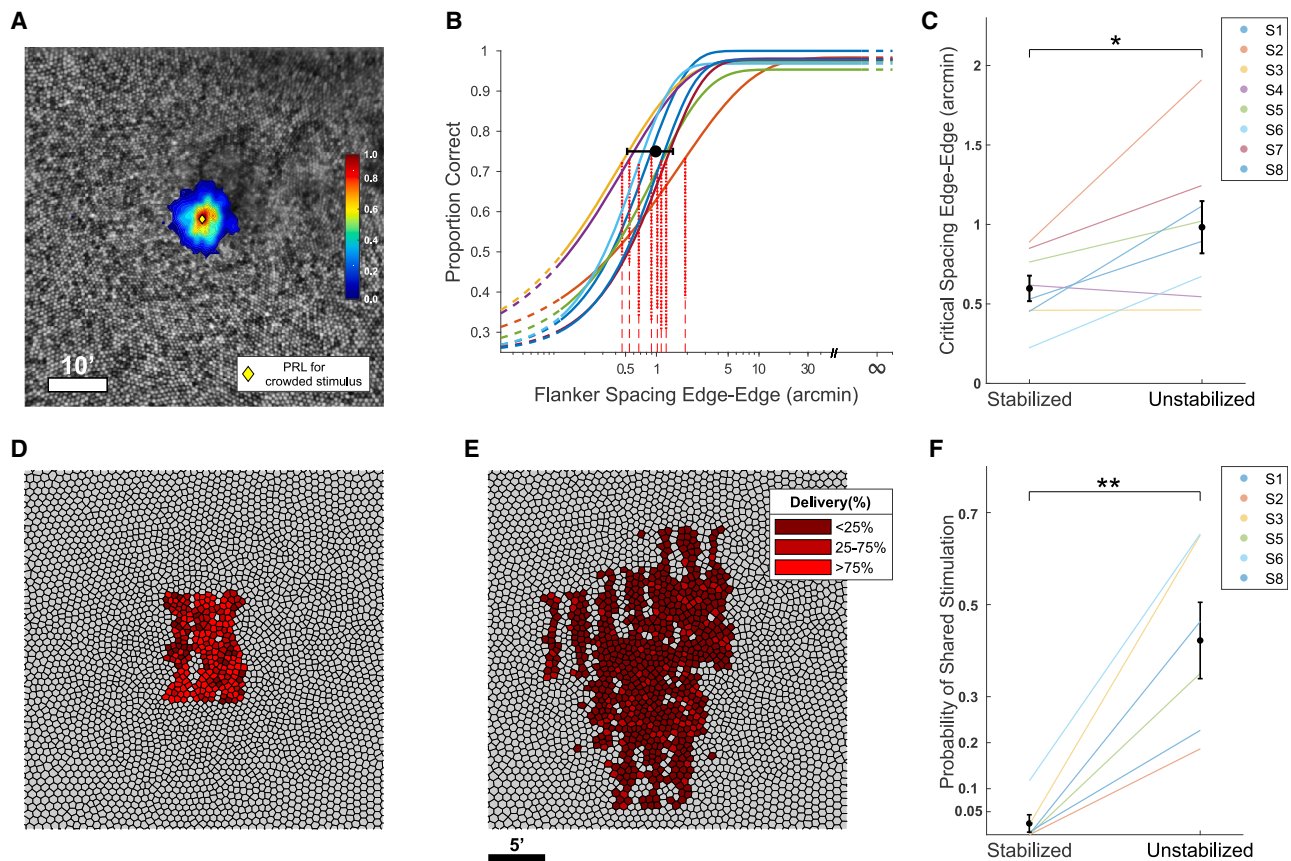 A
1.0
0.8
0.6
0.4
0.2
0.0
10'
PRL for
crowded stimulus
B
Proportion Correct
1
0.9
0.8
0.7
0.6
0.5
0.4
0.3
0.5 1 5 10 30 ∞
Flanker Spacing Edge-Edge (arcmin)
C
Critical Spacing Edge-Edge (arcmin)
2
1.5
1
0.5
0
*
Stabilized Unstabilized
S1
S2
S3
S4
S5
S6
S7
S8
D
E
Delivery(%)
<25%
25-75%
>75%
5'
F
Probability of Shared Stimulation
0.7
0.5
0.3
0.2
0.1
0.05
**
Stabilized Unstabilized
S1
S2
S3
S5
S6
S8